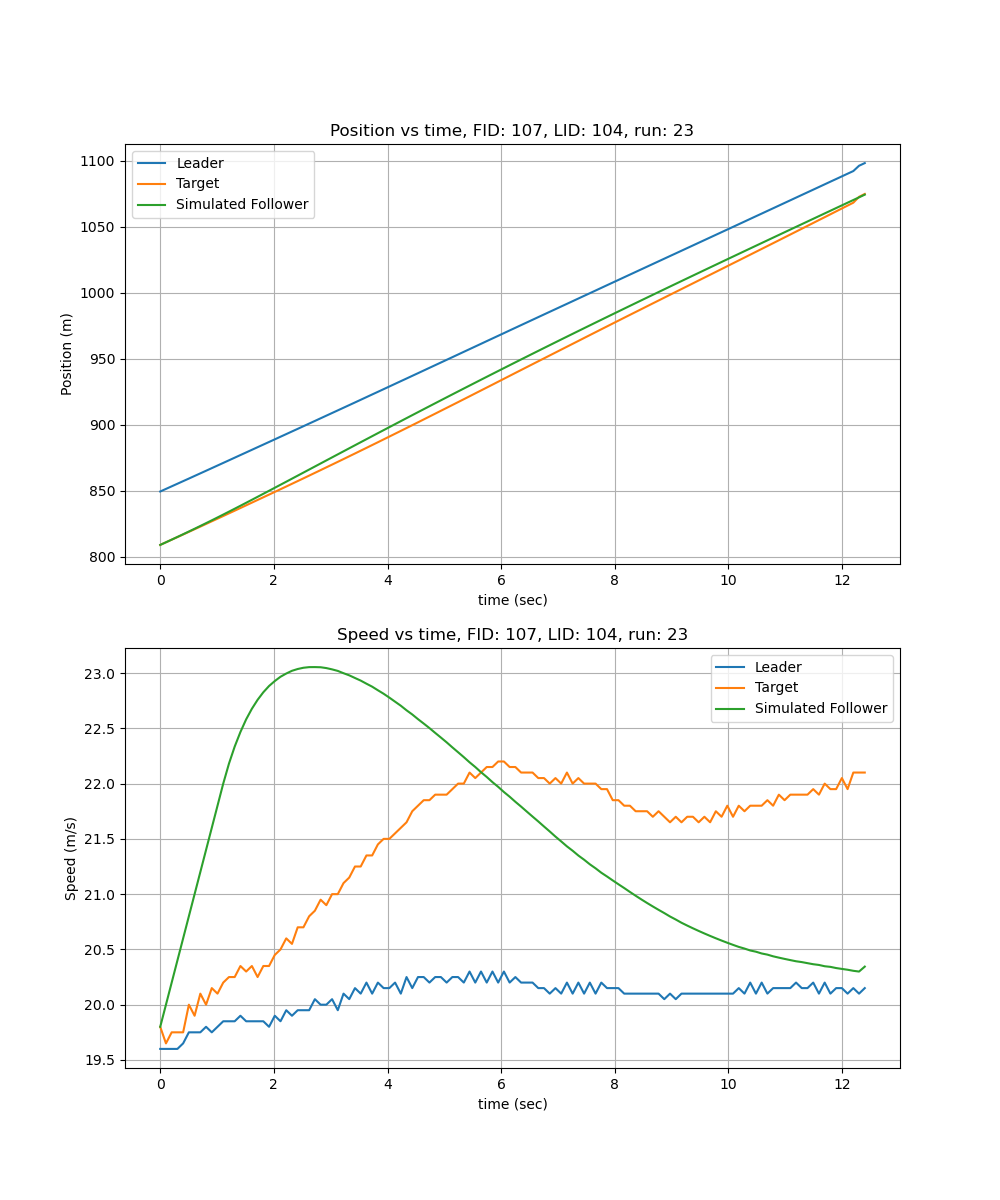 Position vs time, FID: 107, LID: 104, run: 23
Leader
Target
Simulated Follower
1100
1050
1000
950
900
850
800
Position (m)
0 2 4 6 8 10 12
time (sec)
Speed vs time, FID: 107, LID: 104, run: 23
Leader
Target
Simulated Follower
23.0
22.5
22.0
21.5
21.0
20.5
20.0
19.5
Speed (m/s)
0 2 4 6 8 10 12
time (sec)